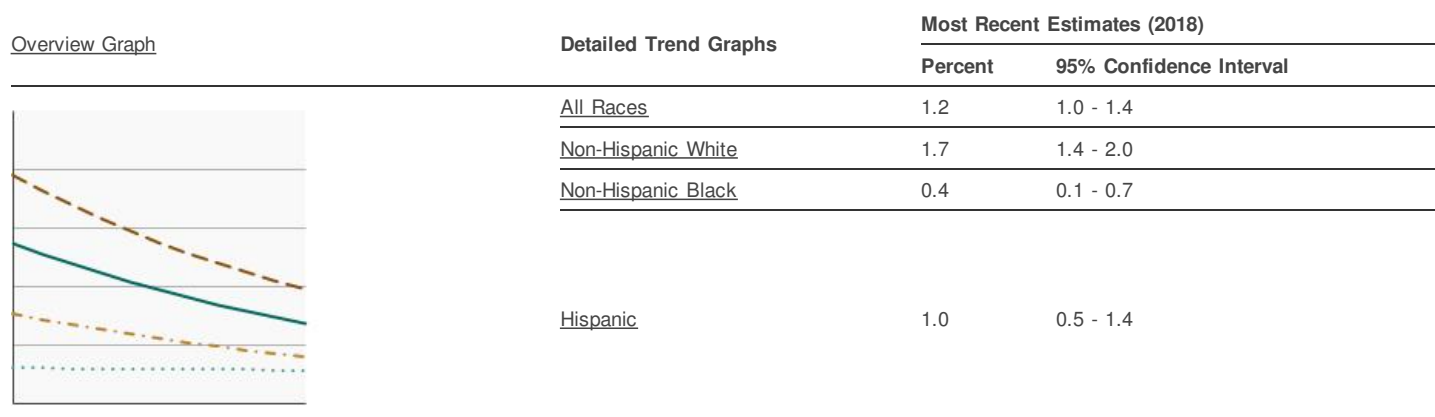 Overview Graph
Detailed Trend Graphs
Most Recent Estimates (2018)
Percent
95% Confidence Interval
All Races 1.2 1.0 - 1.4
Non-Hispanic White 1.7 1.4 - 2.0
Non-Hispanic Black 0.4 0.1 - 0.7
Hispanic 1.0 0.5 - 1.4